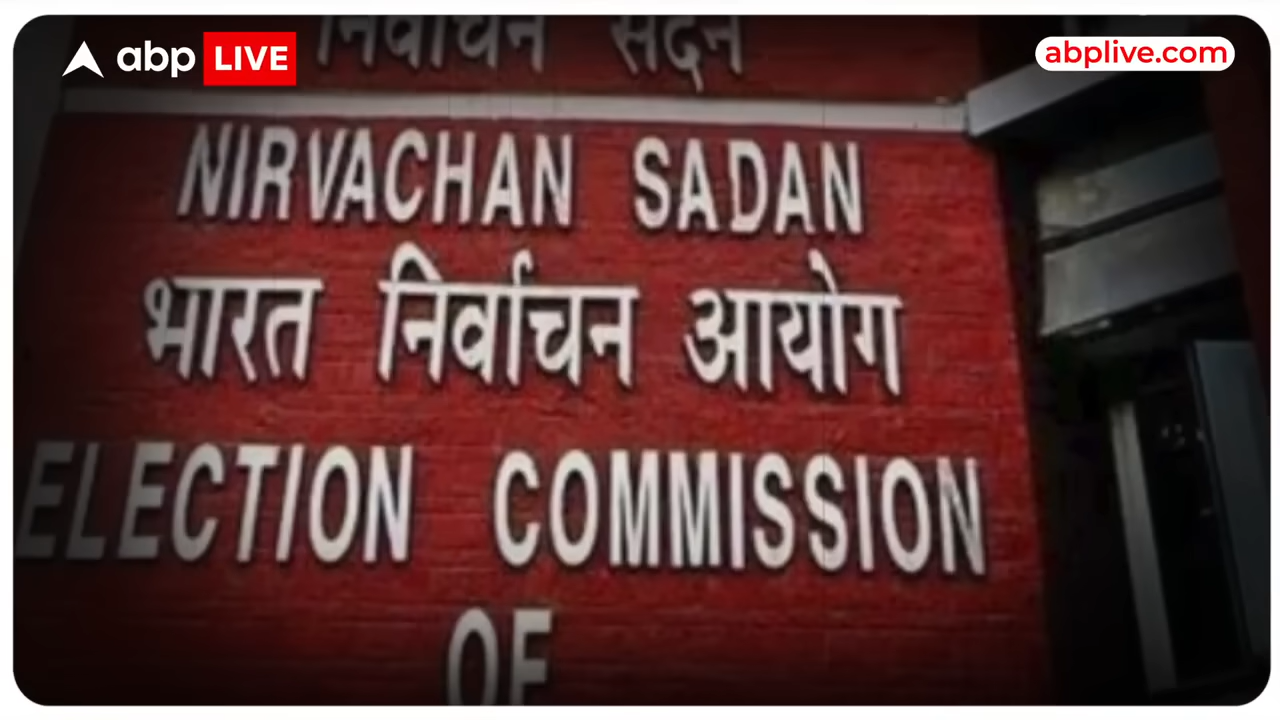 abp LIVE
abplive.com
निर्वाचन सदन
NIRVACHAN SADAN
भारत निर्वाचन आयोग
ELECTION COMMISSION
OF